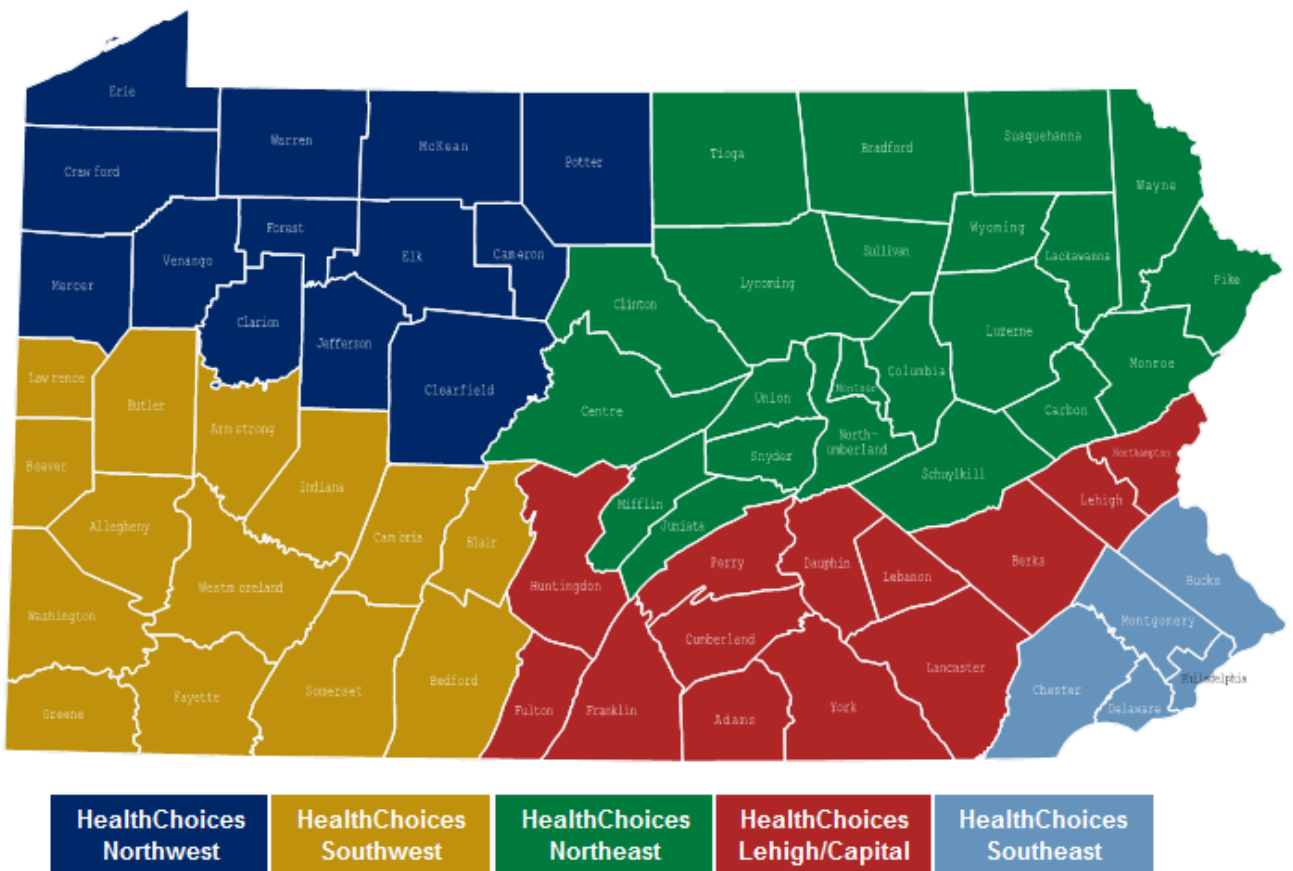 Erie
Warren
McKean
Potter
Tioga
Bradford
Susquehanna
Wayne
Crawford
Forest
Venango
Elk
Cameron
Mercer
Clarion
Jefferson
Clearfield
Clinton
Lycoming
Sullivan
Wyoming
Lackawanna
Pike
Luzerne
Monroe
Columbia
Montour
Union
Centre
Carbon
Snyder
North-
umberland
Schuylkill
Northampton
Lehigh
Lawrence
Butler
Armstrong
Beaver
Indiana
Allegheny
Cambria
Blair
Mifflin
Juniata
Huntingdon
Perry
Dauphin
Lebanon
Berks
Bucks
Westmoreland
Washington
Cumberland
Montgomery
Lancaster
Philadelphia
Chester
Delaware
Greene
Fayette
Somerset
Bedford
Fulton
Franklin
Adams
York
HealthChoices
Northwest
HealthChoices
Southwest
HealthChoices
Northeast
HealthChoices
Lehigh/Capital
HealthChoices
Southeast